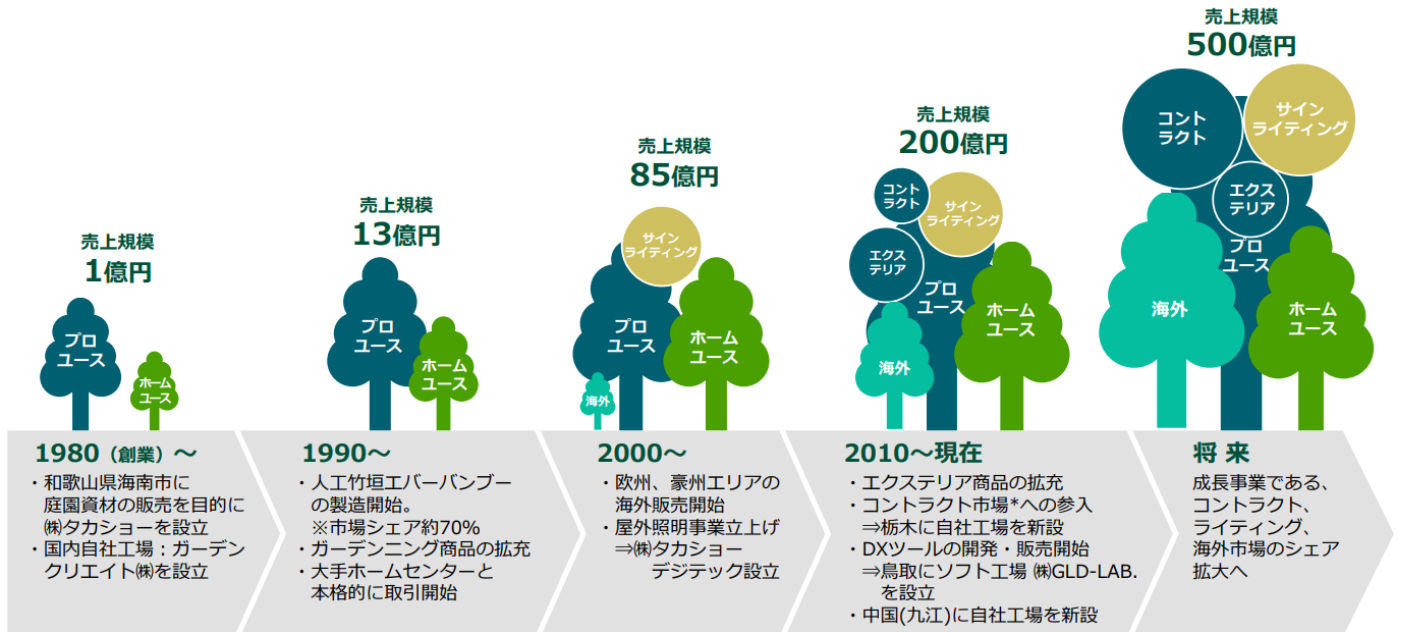 売上規模
1億円
プロ
ユース
ホーム
ユース
1980（創業）～
・和歌山県海南市に
庭園資材の販売を目的に
㈱タカショーを設立
・国内自社工場：ガーデン
クリエイト㈱を設立
売上規模
13億円
プロ
ユース
ホーム
ユース
1990～
・人工竹垣エバーバンブー
の製造開始。
※市場シェア約70%
・ガーデンニング商品の拡充
・大手ホームセンターと
本格的に取引開始
売上規模
85億円
サイン
ライティング
プロ
ユース
ホーム
ユース
海外
2000～
・欧州、豪州エリアの
海外販売開始
・屋外照明事業立上げ
⇒㈱タカショー
デジテック設立
売上規模
200億円
コント
ラクト
サイン
ライティング
エクス
テリア
プロ
ユース
ホーム
ユース
海外
2010～現在
・エクステリア商品の拡充
・コントラクト市場*への参入
⇒栃木に自社工場を新設
・DXツールの開発・販売開始
⇒鳥取にソフト工場 ㈱GLD-LAB.
を設立
・中国(九江)に自社工場を新設
売上規模
500億円
コント
ラクト
サイン
ライティング
エクス
テリア
プロ
ユース
海外
ホーム
ユース
将 来
成長事業である、
コントラクト、
ライティング、
海外市場のシェア
拡大へ